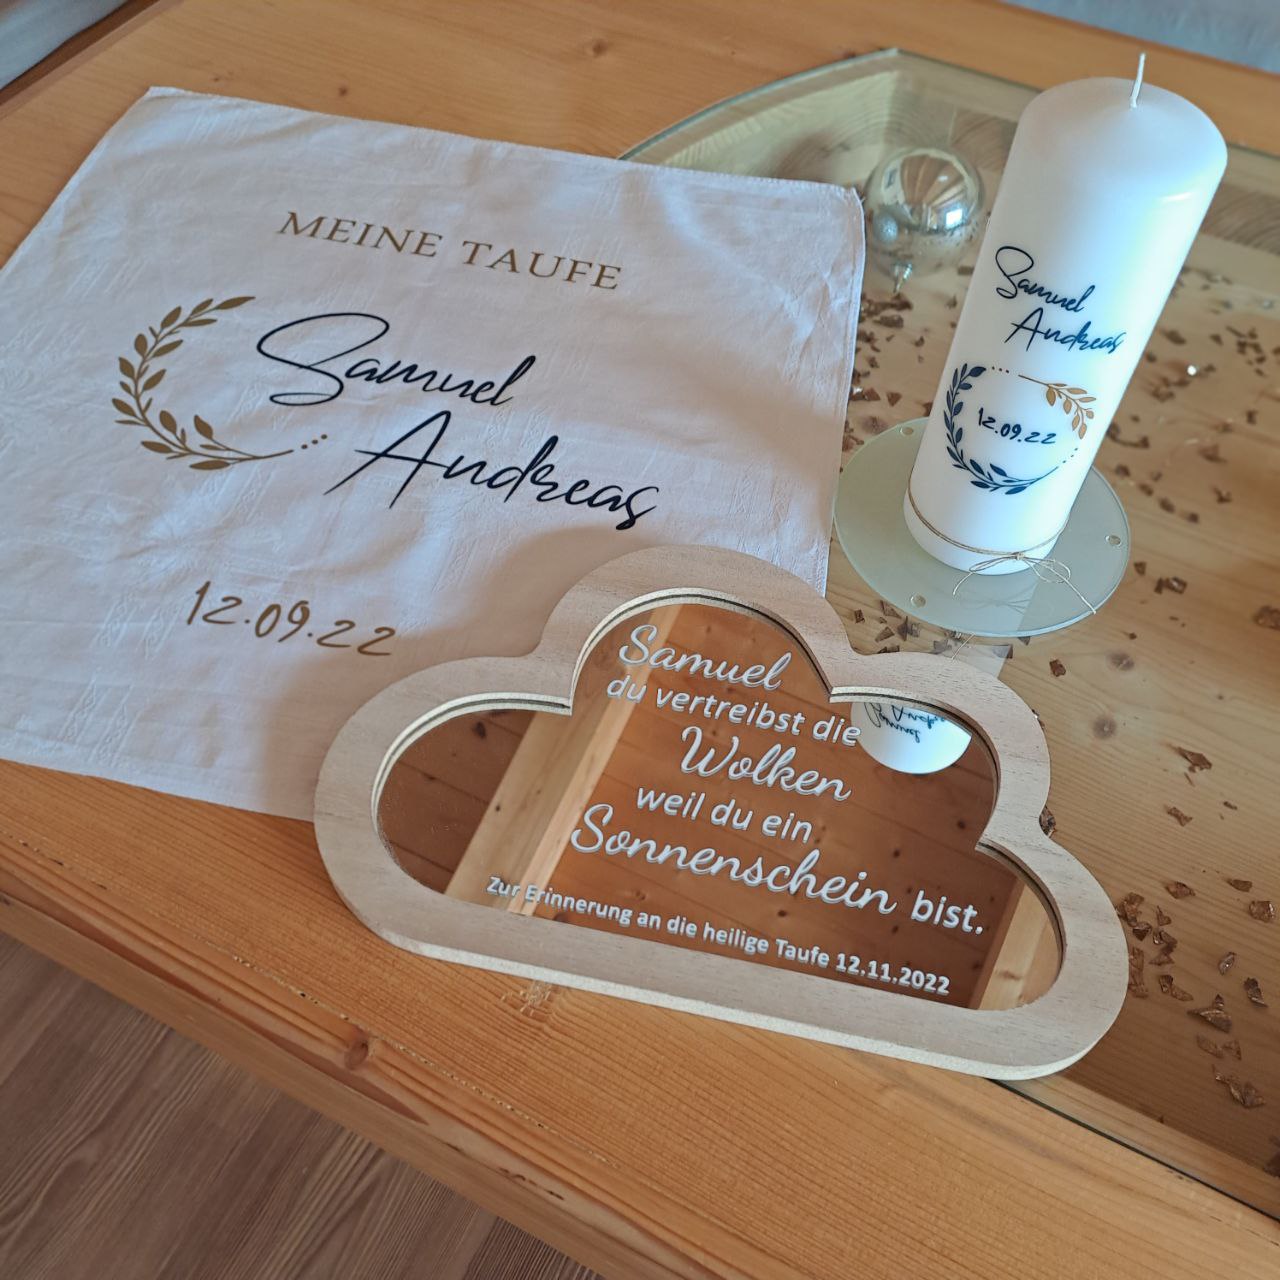 MEINE TAUFE
Samuel
Andreas
12.09.22
Samuel
Andreas
12.09.22
Samuel
du vertreibst die
Wolken
weil du ein
Sonnenschein bist.
Zur Erinnerung an die heilige Taufe 12.11.2022